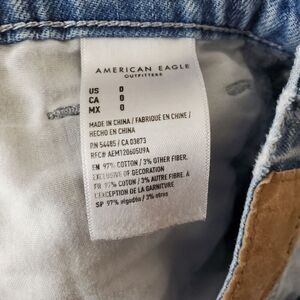 AMERICAN EAGLE
OUTFITTERS
US 0
CA 0
MX 0
MADE IN CHINA / FABRIQUÉ EN CHINE /
HECHO EN CHINA
RN 54485 / CA 03873
RFC# AEM120605U9A
EN 97% COTTON / 3% OTHER FIBER.
EXCLUSIVE OF DECORATION
FR 97% COTON / 3% AUTRE FIBRE. À
L'EXCEPTION DE LA GARNITURE
SP 97% algodón / 3% otros